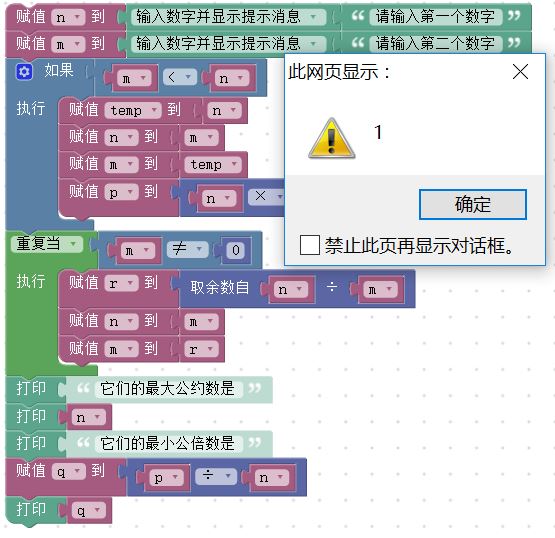 赋值 n 到 输入数字并显示提示消息 “ 请输入第一个数字 ”
赋值 m 到 输入数字并显示提示消息 “ 请输入第二个数字 ”
如果 m < n
执行 赋值 temp 到 n
赋值 n 到 m
赋值 m 到 temp
赋值 p 到 n ×
重复当 m ≠ 0
执行 赋值 r 到 取余数自 n ÷ m
赋值 n 到 m
赋值 m 到 r
打印 “ 它们的最大公约数是 ”
打印 n
打印 “ 它们的最小公倍数是 ”
赋值 q 到 p ÷ n
打印 q
此网页显示：
1
确定
禁止此页再显示对话框。